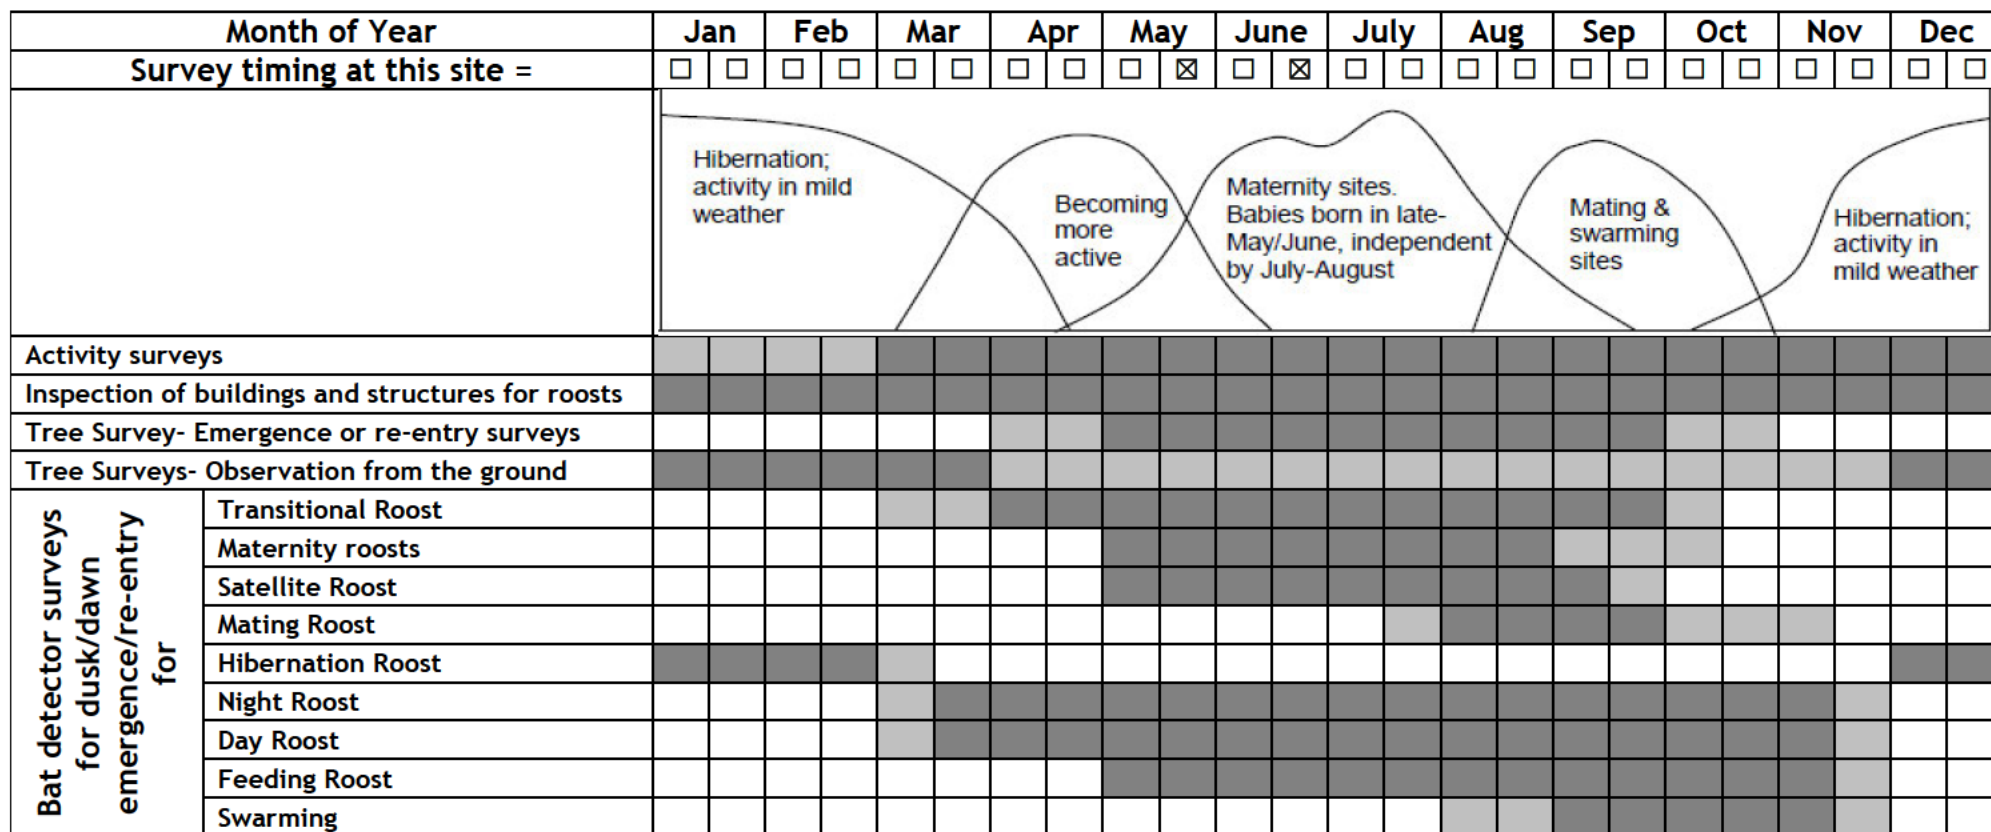 Month of Year Jan Feb Mar Apr May June July Aug Sep Oct Nov Dec
Survey timing at this site = ☐ ☐ ☐ ☐ ☐ ☐ ☐ ☐ ☐ ☒ ☐ ☒ ☐ ☐ ☐ ☐ ☐ ☐ ☐ ☐ ☐ ☐ ☐ ☐
Hibernation;
activity in mild
weather
Becoming
more
active
Maternity sites.
Babies born in late-
May/June, independent
by July-August
Mating &
swarming
sites
Hibernation;
activity in
mild weather
Activity surveys
Inspection of buildings and structures for roosts
Tree Survey- Emergence or re-entry surveys
Tree Surveys- Observation from the ground
Bat detector surveys
for dusk/dawn
emergence/re-entry
for
Transitional Roost
Maternity roosts
Satellite Roost
Mating Roost
Hibernation Roost
Night Roost
Day Roost
Feeding Roost
Swarming